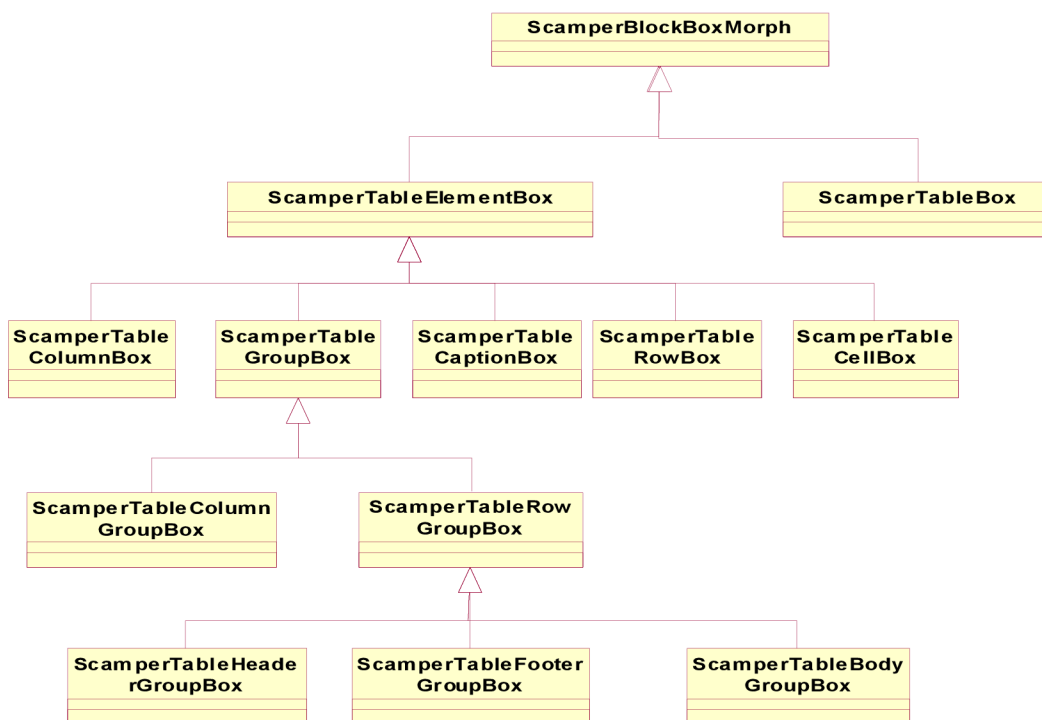 ScamperBlockBoxMorph
ScamperTableElementBox
ScamperTableBox
ScamperTable
ColumnBox
ScamperTable
GroupBox
ScamperTable
CaptionBox
ScamperTable
RowBox
ScamperTable
CellBox
ScamperTableColumn
GroupBox
ScamperTableRow
GroupBox
ScamperTableHeade
rGroupBox
ScamperTableFooter
GroupBox
ScamperTableBody
GroupBox